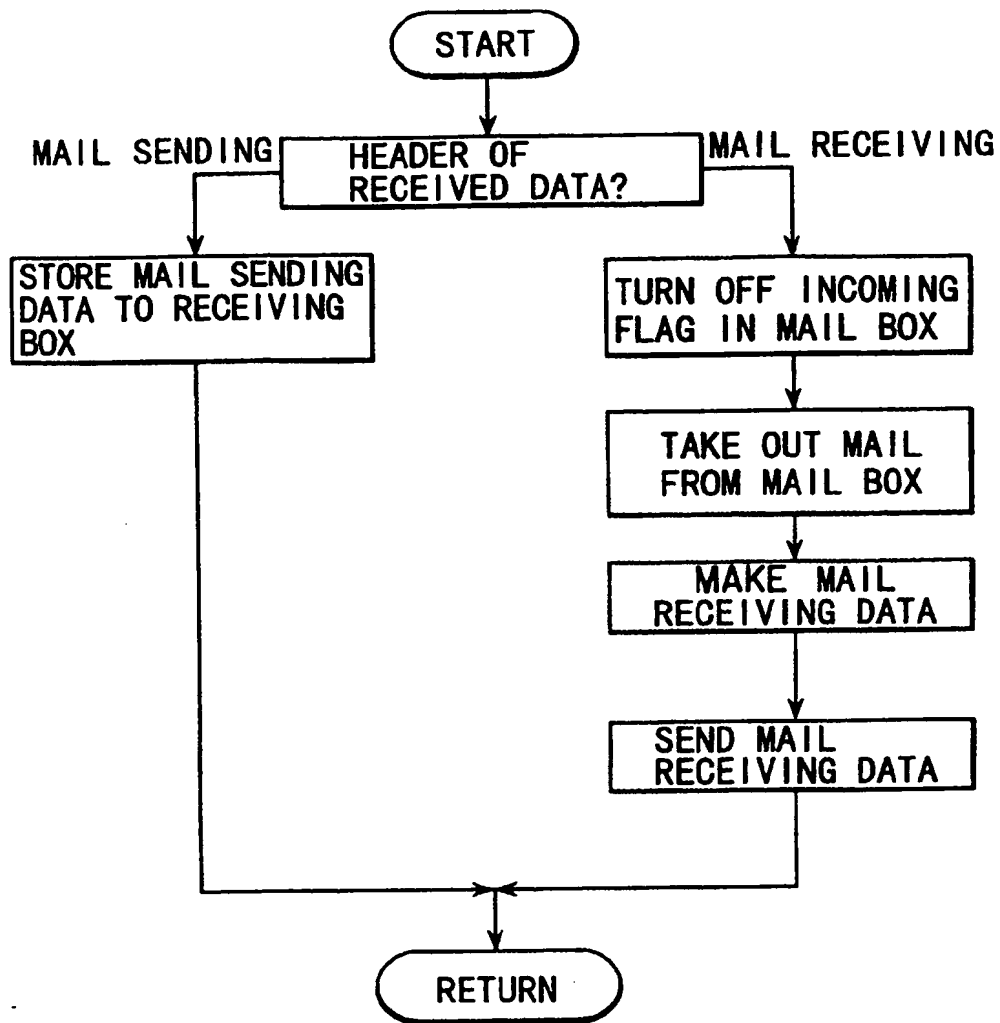 START
MAIL SENDING
HEADER OF
RECEIVED DATA?
MAIL RECEIVING
STORE MAIL SENDING
DATA TO RECEIVING
BOX
TURN OFF INCOMING
FLAG IN MAIL BOX
TAKE OUT MAIL
FROM MAIL BOX
MAKE MAIL
RECEIVING DATA
SEND MAIL
RECEIVING DATA
RETURN